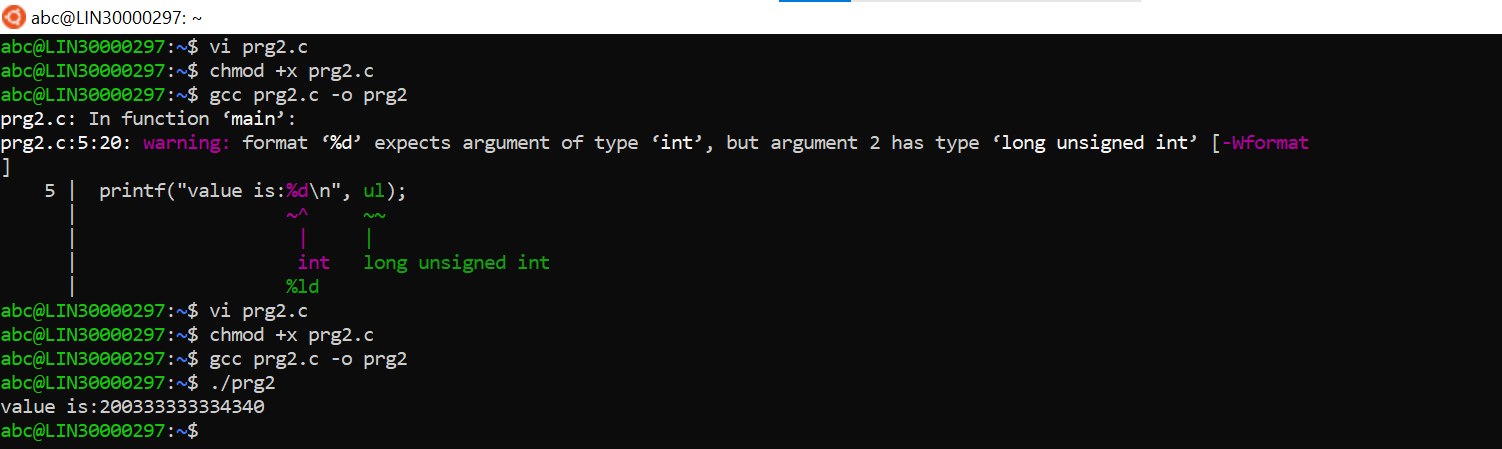 abc@LIN30000297: ~
abc@LIN30000297:~$ vi prg2.c
abc@LIN30000297:~$ chmod +x prg2.c
abc@LIN30000297:~$ gcc prg2.c -o prg2
prg2.c: In function ‘main’:
prg2.c:5:20: warning: format ‘%d’ expects argument of type ‘int’, but argument 2 has type ‘long unsigned int’ [-Wformat
]
    5 |  printf("value is:%d\n", ul);
      |                   ~^     ~~
      |                    |     |
      |                    int   long unsigned int
      |                   %ld
abc@LIN30000297:~$ vi prg2.c
abc@LIN30000297:~$ chmod +x prg2.c
abc@LIN30000297:~$ gcc prg2.c -o prg2
abc@LIN30000297:~$ ./prg2
value is:200333333334340
abc@LIN30000297:~$